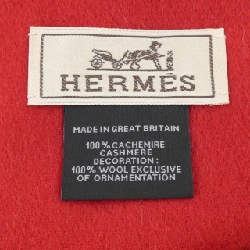 HERMÈS
MADE IN GREAT BRITAIN
100% CACHEMIRE
CASHMERE
DECORATION :
100% WOOL EXCLUSIVE
OF ORNAMENTATION